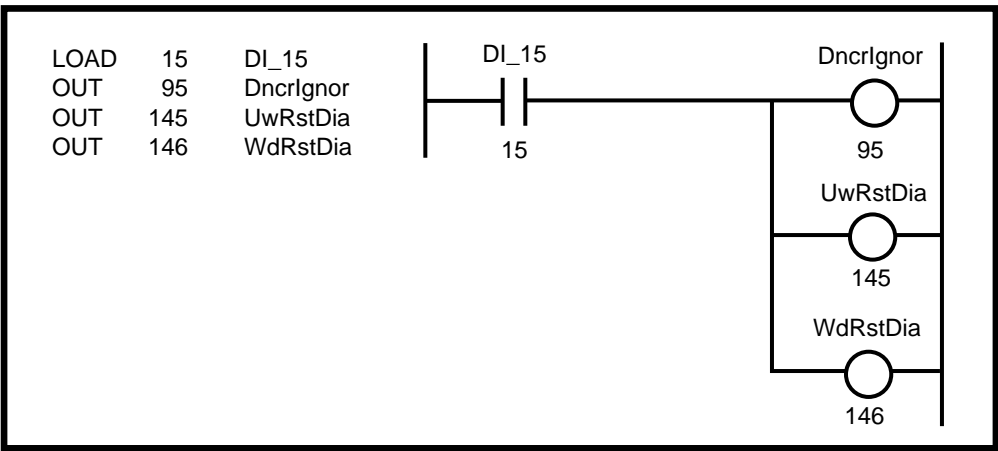 LOAD 15 DI_15
OUT 95 DncrIgnor
OUT 145 UwRstDia
OUT 146 WdRstDia
DI_15
15
DncrIgnor
95
UwRstDia
145
WdRstDia
146